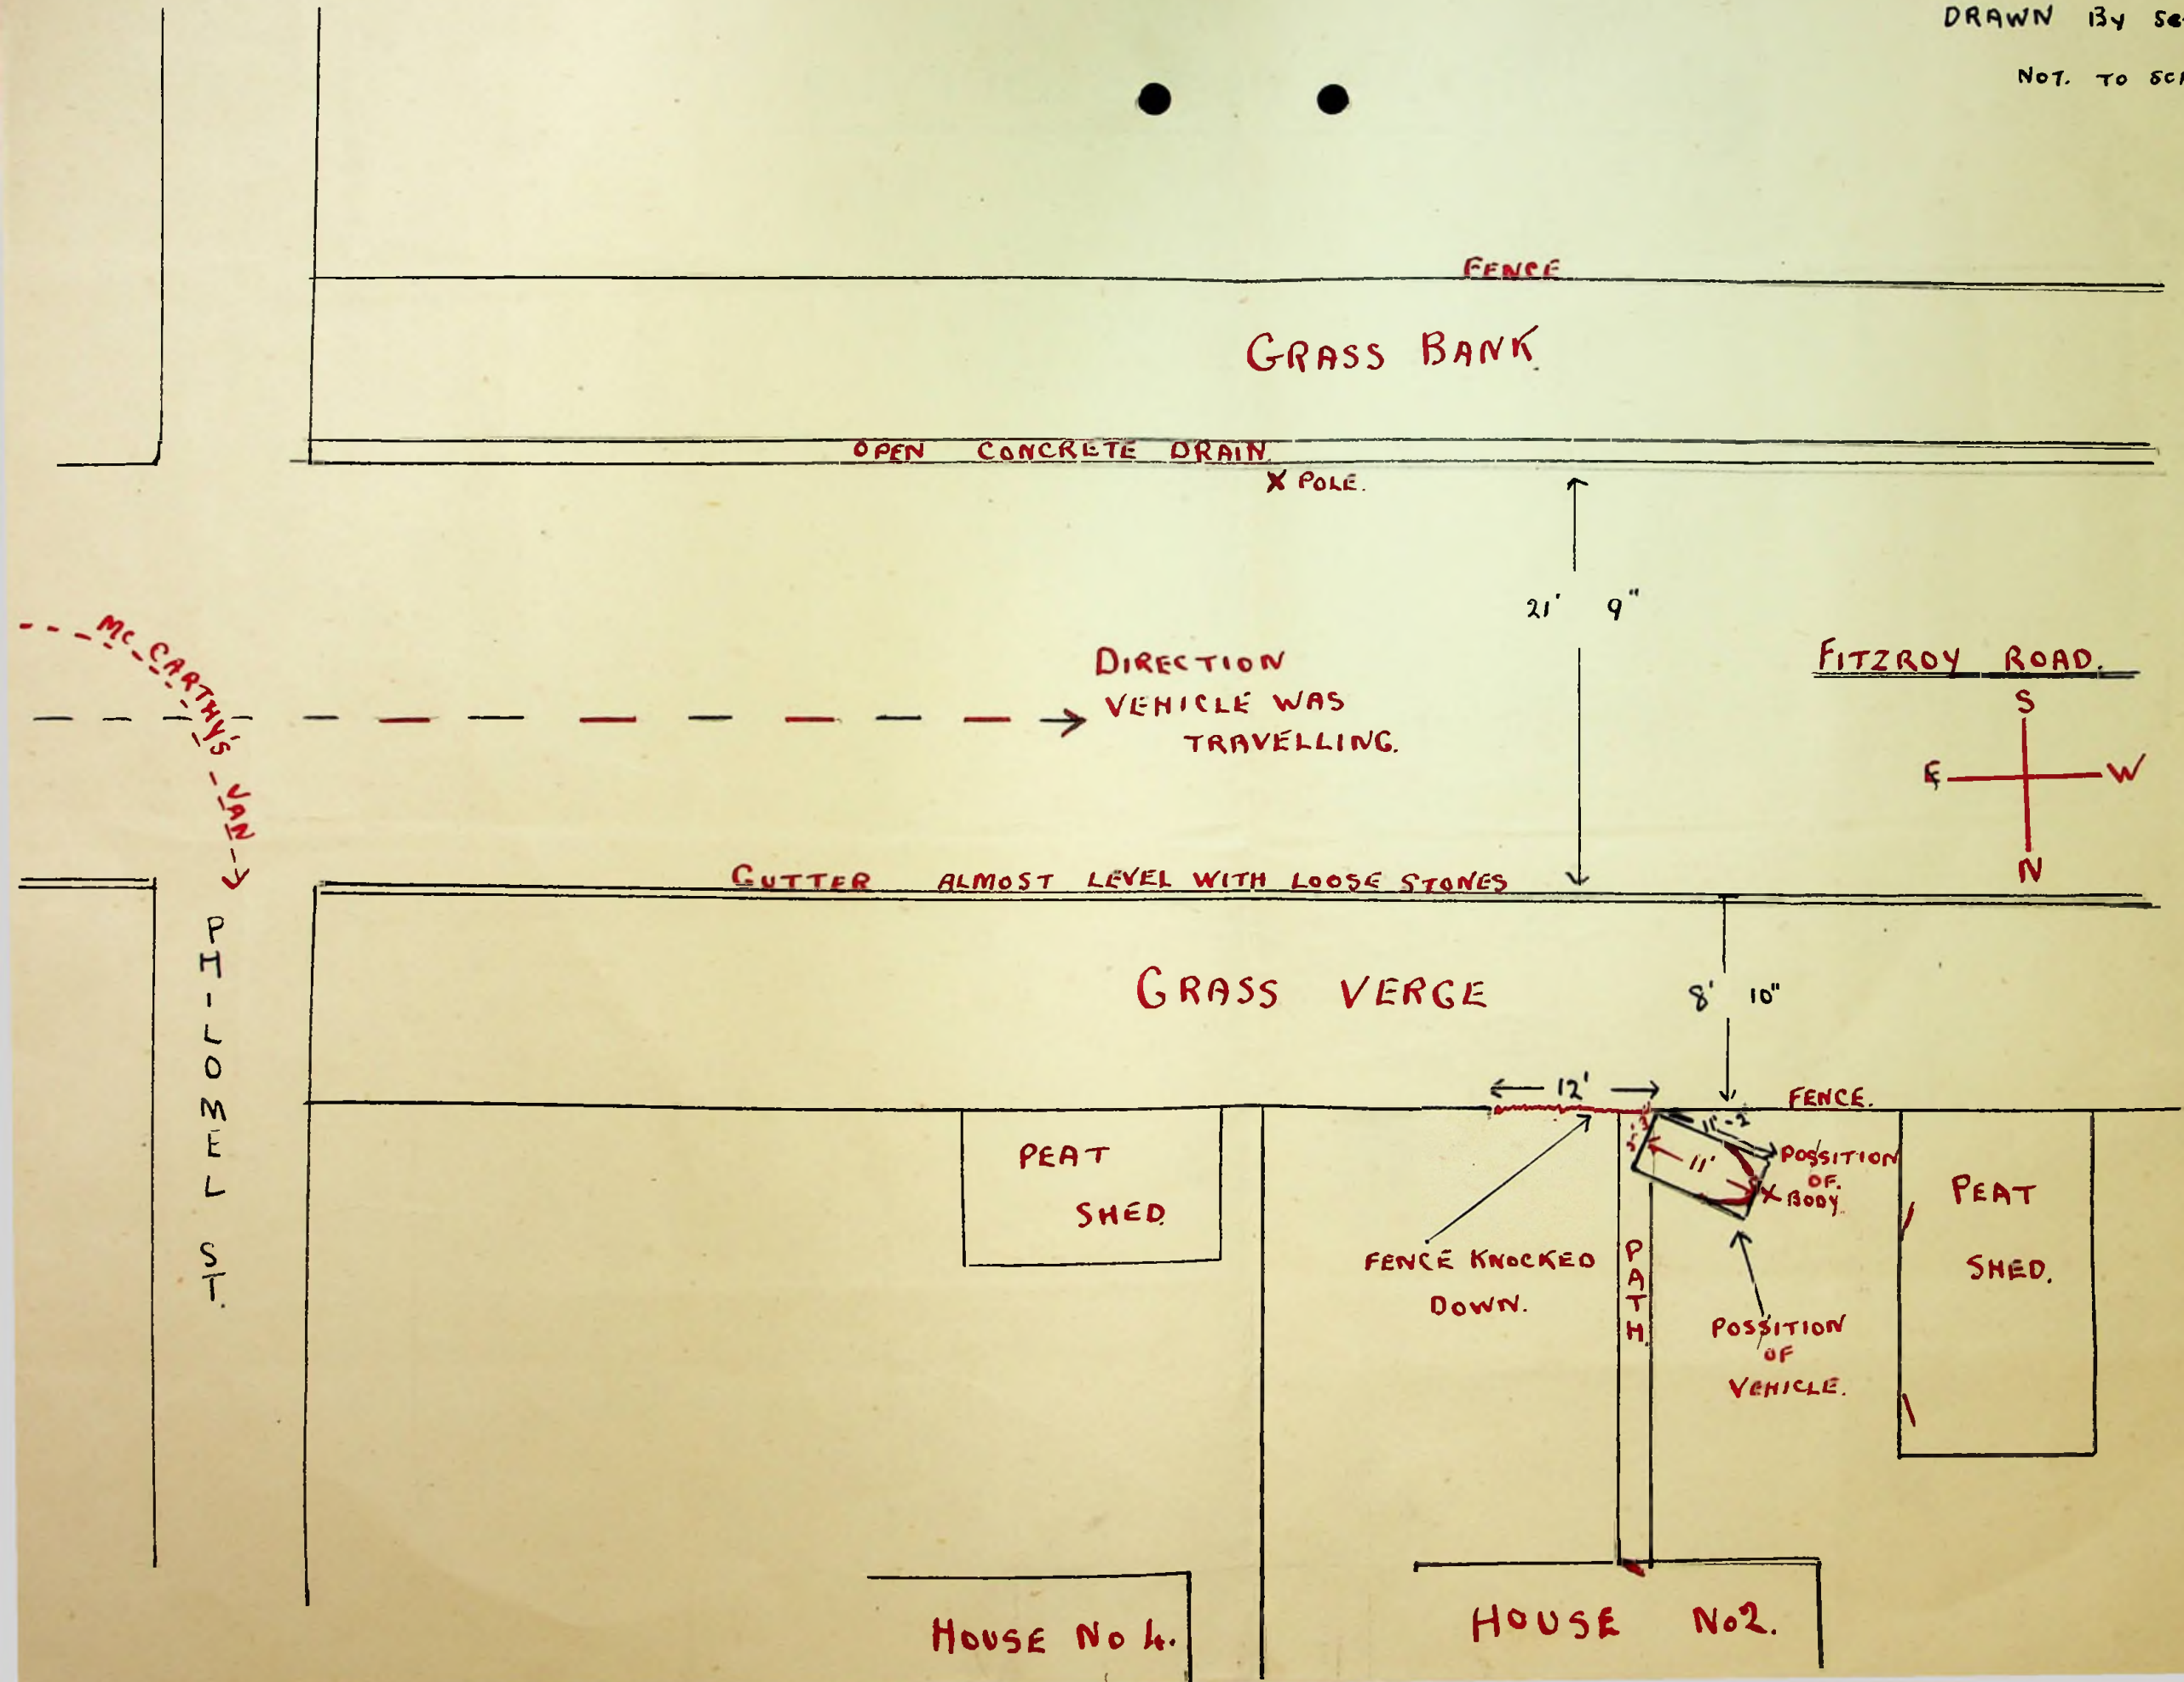 DRAWN By
NOT. TO
FENCE
GRASS BANK.
OPEN CONCRETE DRAIN.
X POLE.
21' 9"
MC CARTHY'S VAN
DIRECTION
VEHICLE WAS
TRAVELLING.
FITZROY ROAD.
S
E W
N
GUTTER ALMOST LEVEL WITH LOOSE STONES
PHILOMEL ST.
GRASS VERGE
8' 10"
12'
FENCE.
11'-2
11'
POSSITION
OF.
X BODY.
PEAT
SHED.
PEAT
SHED.
FENCE KNOCKED
DOWN.
PATH.
POSSITION
OF
VEHICLE.
HOUSE No 4.
HOUSE No2.